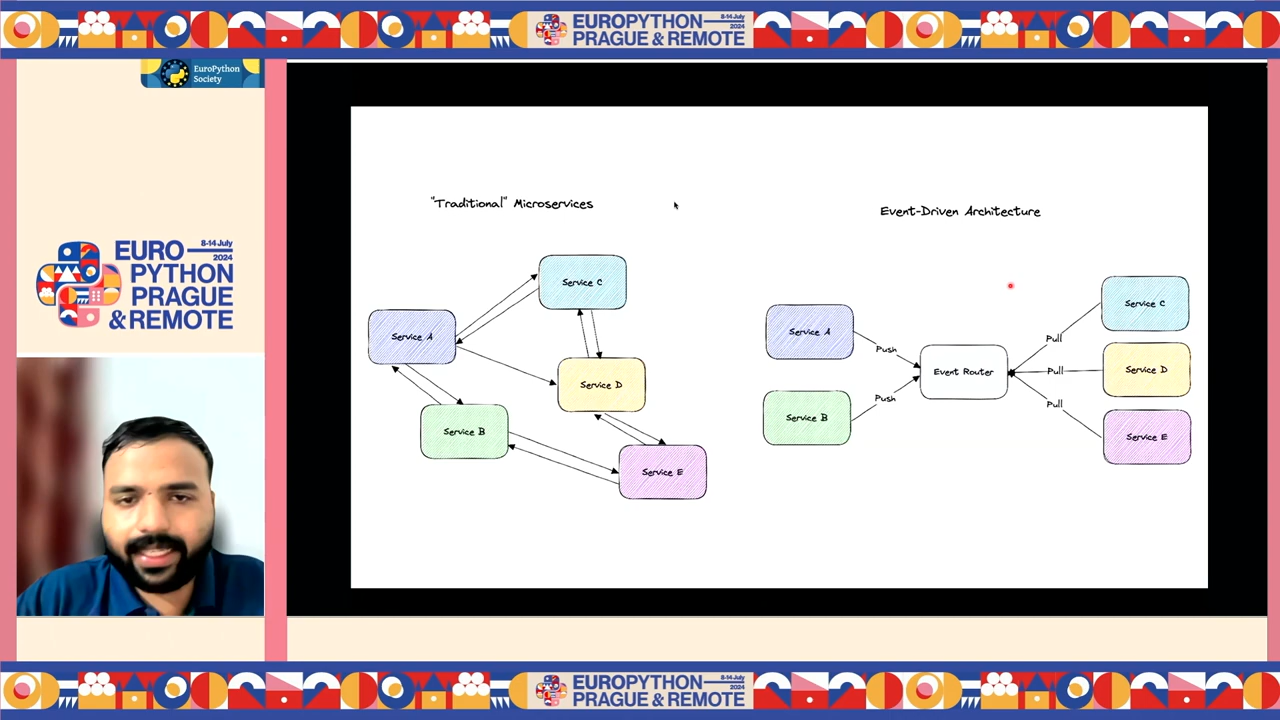 EUROPYTHON
8-14 July
2024
PRAGUE & REMOTE
EuroPython
Society
EURO
8-14 July
2024
PYTHON
PRAGUE
& REMOTE
"Traditional" Microservices
Service C
Service A
Service D
Service B
Service E
Event-Driven Architecture
Service A
Service B
Push
Push
Event Router
Pull
Pull
Pull
Service C
Service D
Service E
EUROPYTHON
8-14 July
2024
PRAGUE & REMOTE